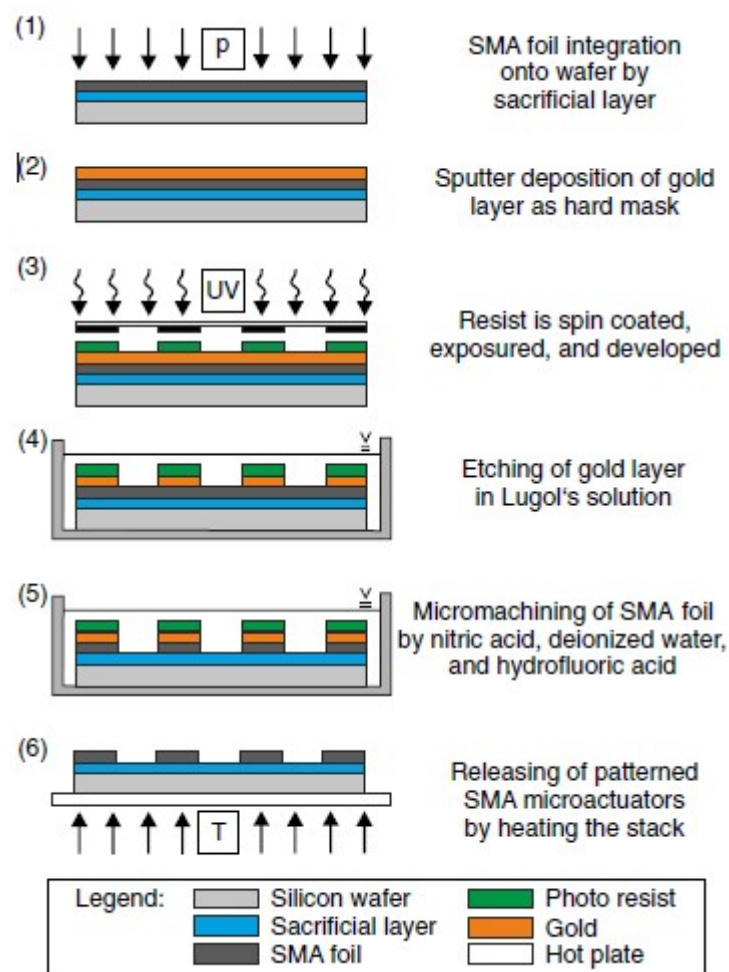 (1)
p
SMA foil integration
onto wafer by
sacrificial layer
(2)
Sputter deposition of gold
layer as hard mask
(3)
UV
Resist is spin coated,
exposured, and developed
(4)
Etching of gold layer
in Lugol‘s solution
(5)
Micromachining of SMA foil
by nitric acid, deionized water,
and hydrofluoric acid
(6)
T
Releasing of patterned
SMA microactuators
by heating the stack
Legend:
Silicon wafer
Photo resist
Sacrificial layer
Gold
SMA foil
Hot plate